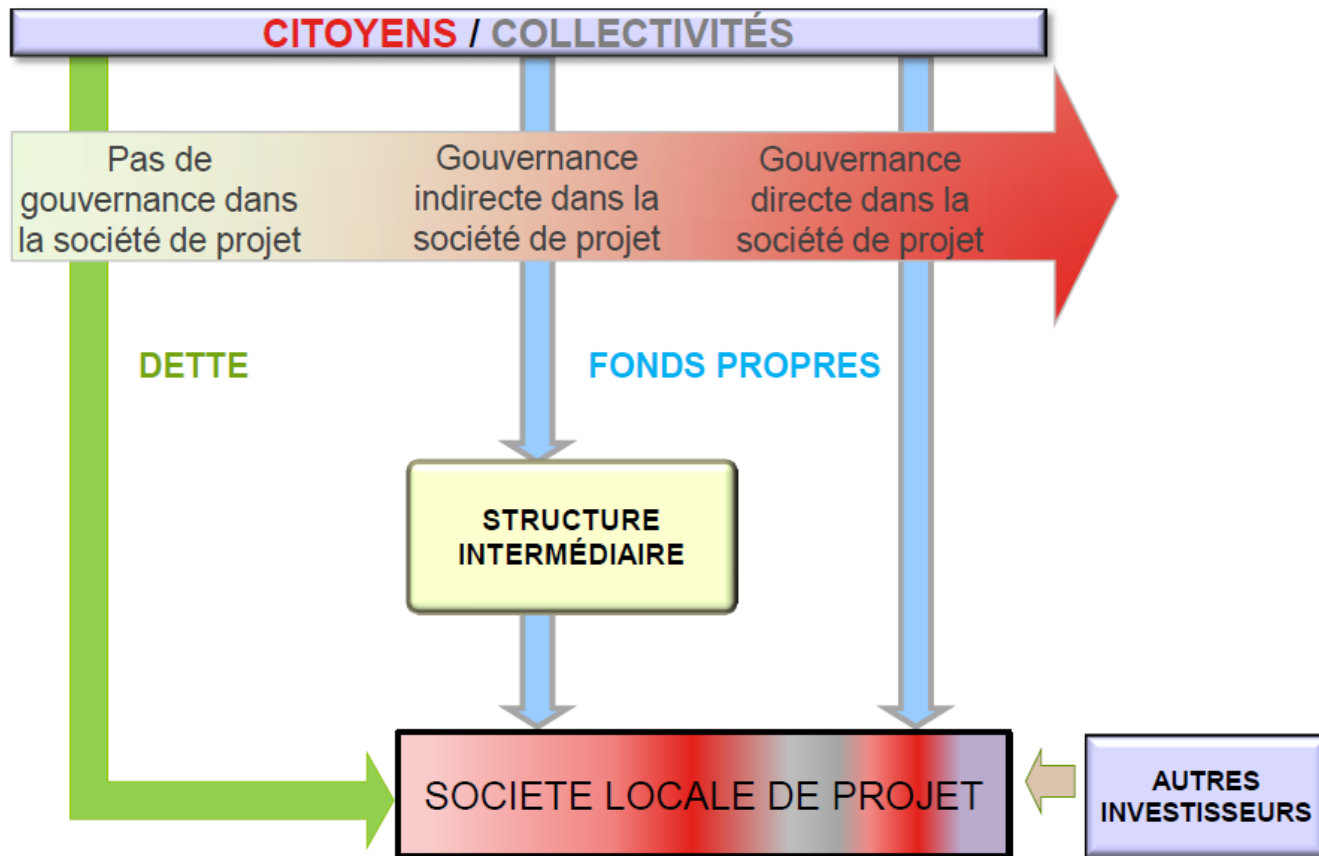 CITOYENS / COLLECTIVITÉS
Pas de
gouvernance dans
la société de projet
Gouvernance
indirecte dans la
société de projet
Gouvernance
directe dans la
société de projet
DETTE
FONDS PROPRES
STRUCTURE
INTERMÉDIAIRE
SOCIETE LOCALE DE PROJET
AUTRES
INVESTISSEURS